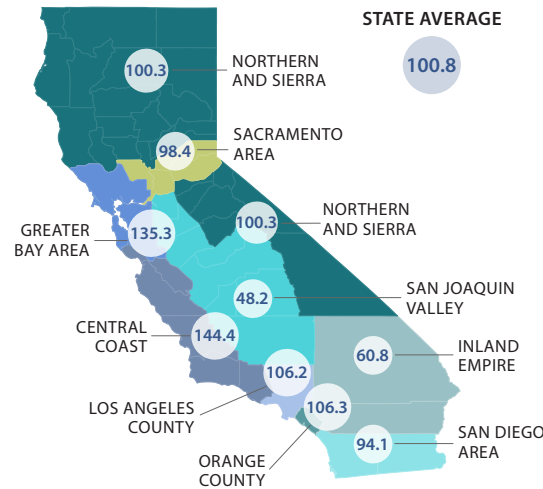 STATE AVERAGE
100.8
100.3
NORTHERN
AND SIERRA
98.4
SACRAMENTO
AREA
100.3
NORTHERN
AND SIERRA
GREATER
BAY AREA
135.3
48.2
SAN JOAQUIN
VALLEY
CENTRAL
COAST
144.4
60.8
INLAND
EMPIRE
106.2
LOS ANGELES
COUNTY
106.3
ORANGE
COUNTY
94.1
SAN DIEGO
AREA